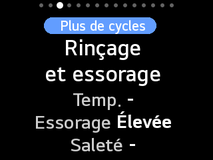 Plus de cycles
Rinçage
et essorage
Temp. -
Essorage Élevée
Saleté -